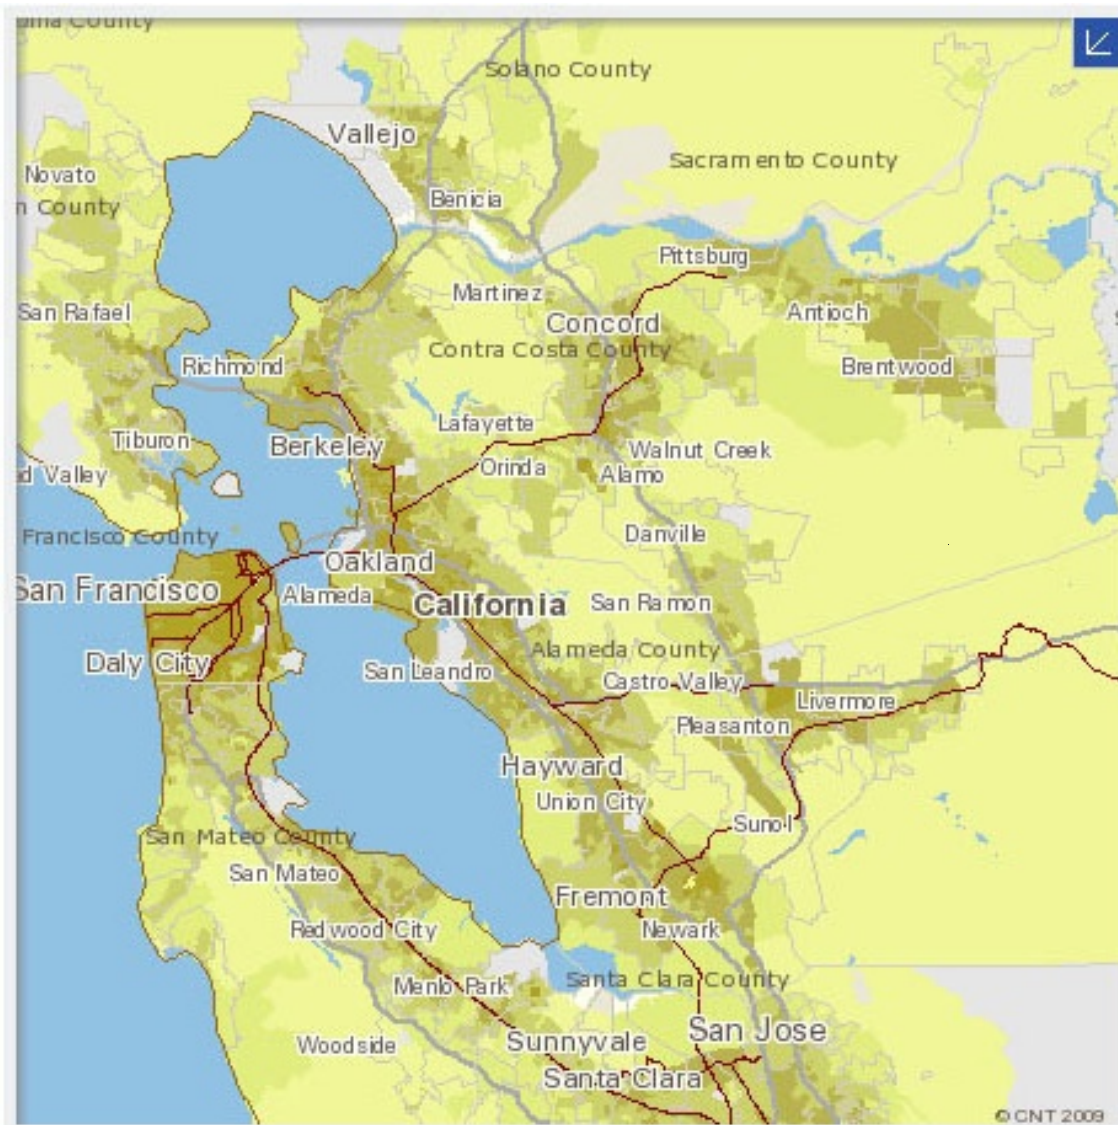 Solano County
Vallejo
Sacramento County
Novato
Benicia
County
Pittsburg
Martinez
San Rafael
Concord
Antioch
Contra Costa County
Richmond
Brentwood
Lafayette
Tiburon
Berkeley
Walnut Creek
Orinda
Valley
Alamo
Francisco County
Danville
Oakland
San Francisco
Alameda
California
San Ramon
Alameda County
Daly City
San Leandro
Castro Valley
Livermore
Pleasanton
Hayward
Union City
Sunol
San Mateo County
San Mateo
Fremont
Redwood City
Newark
Santa Clara County
Menlo Park
San Jose
Sunnyvale
Woodside
Santa Clara
© CNT 2009